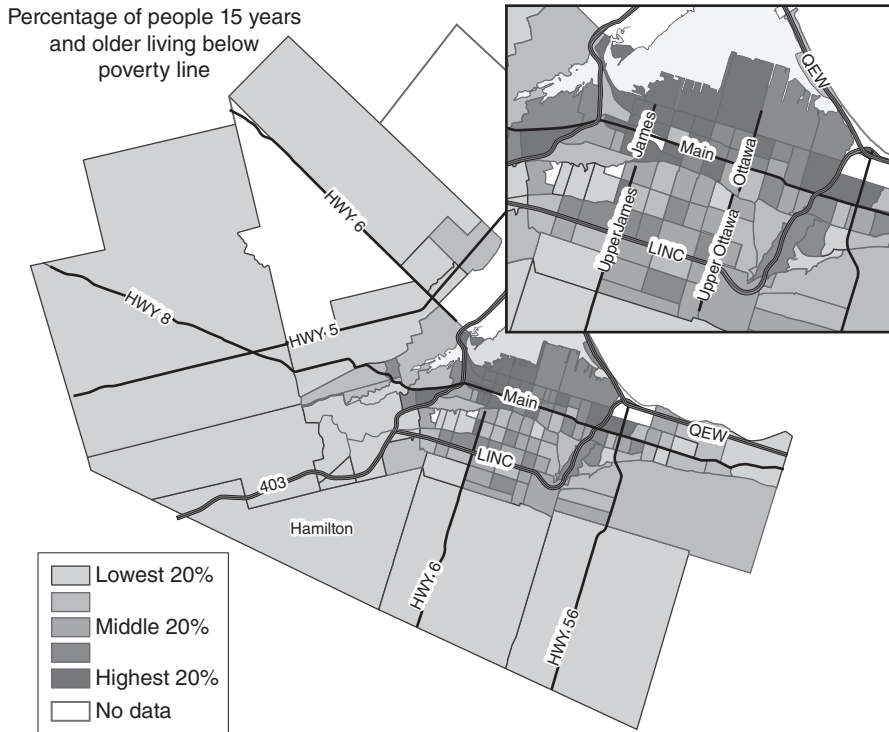 Percentage of people 15 years
and older living below
poverty line
QEW
James
Main
Ottawa
UpperJames
LINC
Upper Ottawa
HWY 6
HWY 8
HWY 5
Main
QEW
LINC
403
Hamilton
HWY 6
HWY 56
Lowest 20%
Middle 20%
Highest 20%
No data